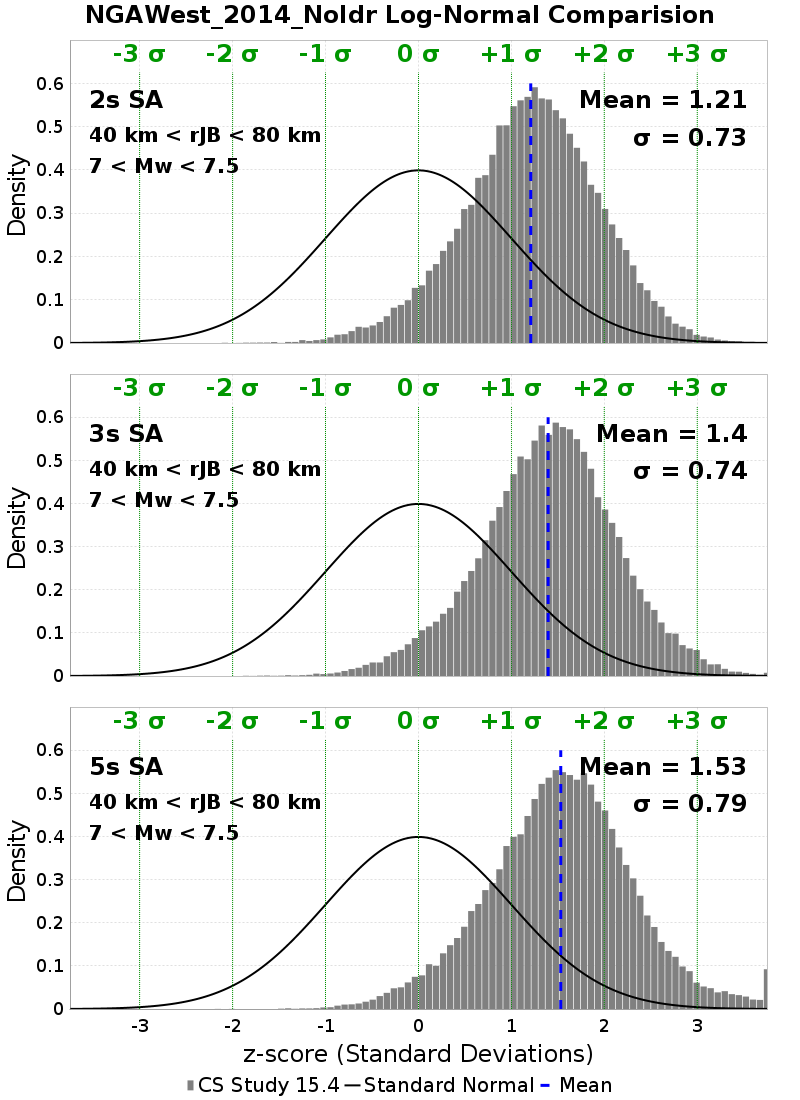 NGAWest_2014_NoIdr Log-Normal Comparision
-3 σ -2 σ -1 σ 0 σ +1 σ +2 σ +3 σ
0.6
2s SA Mean = 1.21
0.5
40 km < rJB < 80 km σ = 0.73
7 < Mw < 7.5
0.4
0.3
0.2
0.1
0
Density
-3 σ -2 σ -1 σ 0 σ +1 σ +2 σ +3 σ
0.6
3s SA Mean = 1.4
0.5
40 km < rJB < 80 km σ = 0.74
7 < Mw < 7.5
0.4
0.3
0.2
0.1
0
Density
-3 σ -2 σ -1 σ 0 σ +1 σ +2 σ +3 σ
0.6
5s SA Mean = 1.53
0.5
40 km < rJB < 80 km σ = 0.79
7 < Mw < 7.5
0.4
0.3
0.2
0.1
0
Density
-3 -2 -1 0 1 2 3
z-score (Standard Deviations)
CS Study 15.4 Standard Normal Mean